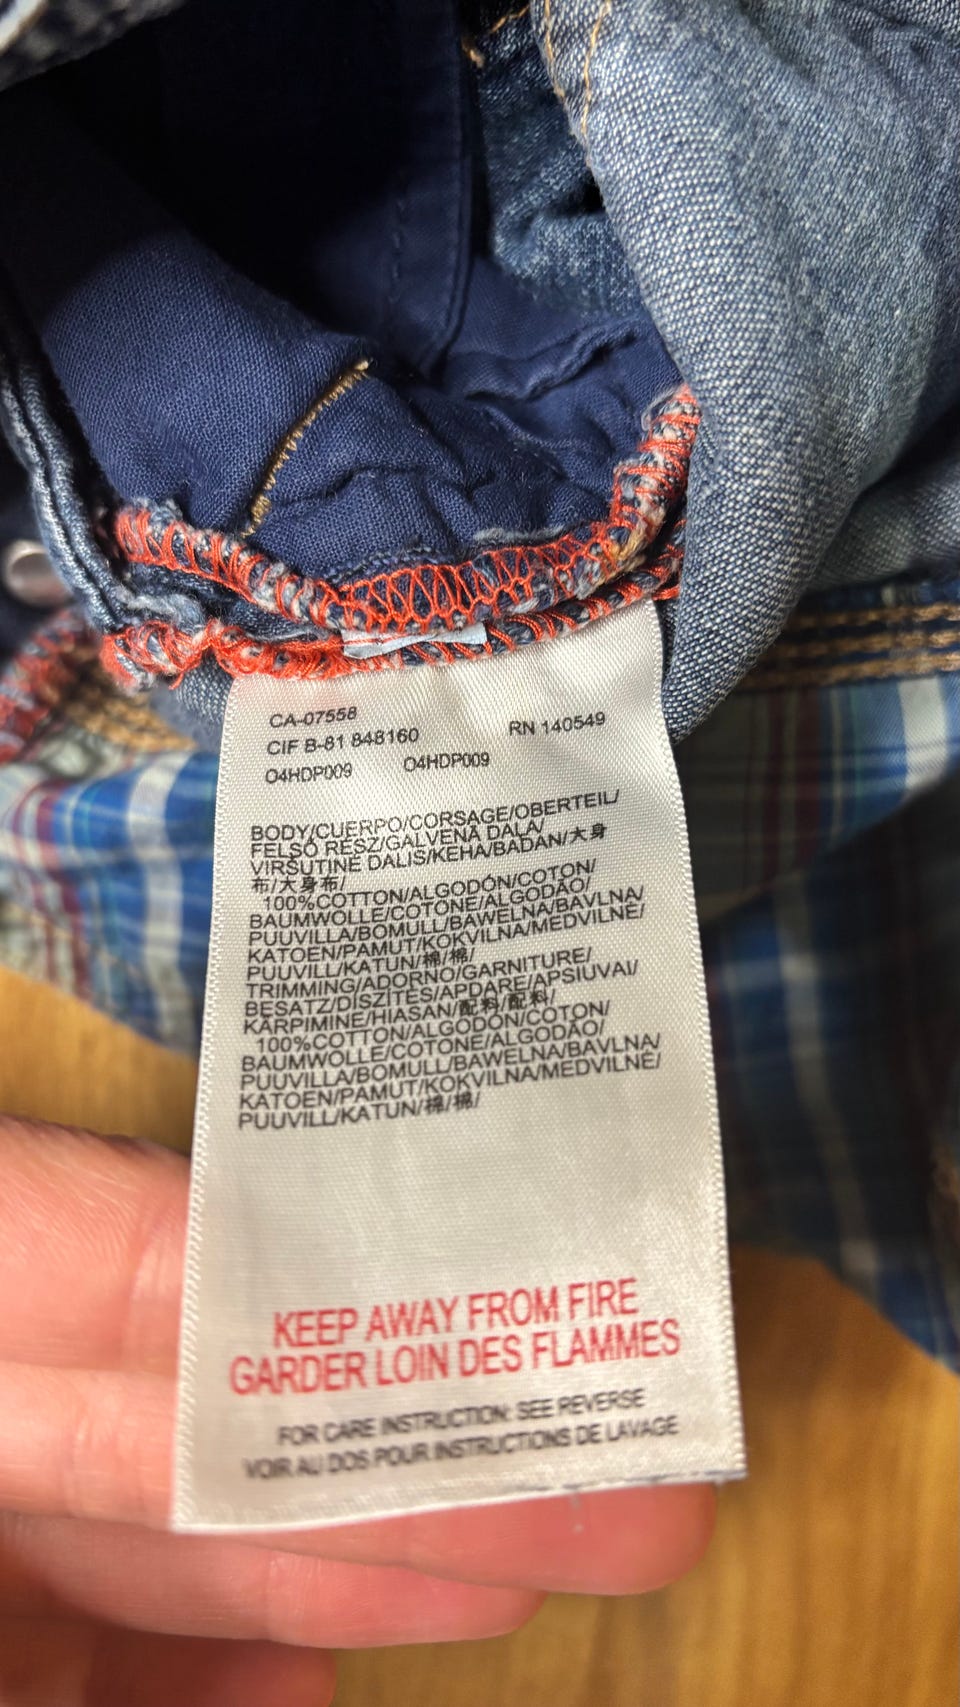 CA-07558
CIF B-81 848160 RN 140549
O4HDP009 O4HDP009
BODY/CUERPO/CORSAGE/OBERTEIL/
FELSŐ RÉSZ/GALVENĀ DAĻA/
VIRŠUTINĖ DALIS/KEHA/BADAN/大身
布/大身布/
100%COTTON/ALGODÓN/COTON/
BAUMWOLLE/COTONE/ALGODÃO/
PUUVILLA/BOMULL/BAWEŁNA/BAVLNA/
KATOEN/PAMUT/KOKVILNA/MEDVILNĖ/
PUUVILL/KATUN/棉/棉/
TRIMMING/ADORNO/GARNITURE/
BESATZ/DÍSZÍTÉS/APDARE/APSIUVAI/
KARPIMINE/HIASAN/配料/配料/
100%COTTON/ALGODÓN/COTON/
BAUMWOLLE/COTONE/ALGODÃO/
PUUVILLA/BOMULL/BAWEŁNA/BAVLNA/
KATOEN/PAMUT/KOKVILNA/MEDVILNĖ/
PUUVILL/KATUN/棉/棉/
KEEP AWAY FROM FIRE
GARDER LOIN DES FLAMMES
FOR CARE INSTRUCTION: SEE REVERSE
VOIR AU DOS POUR INSTRUCTIONS DE LAVAGE